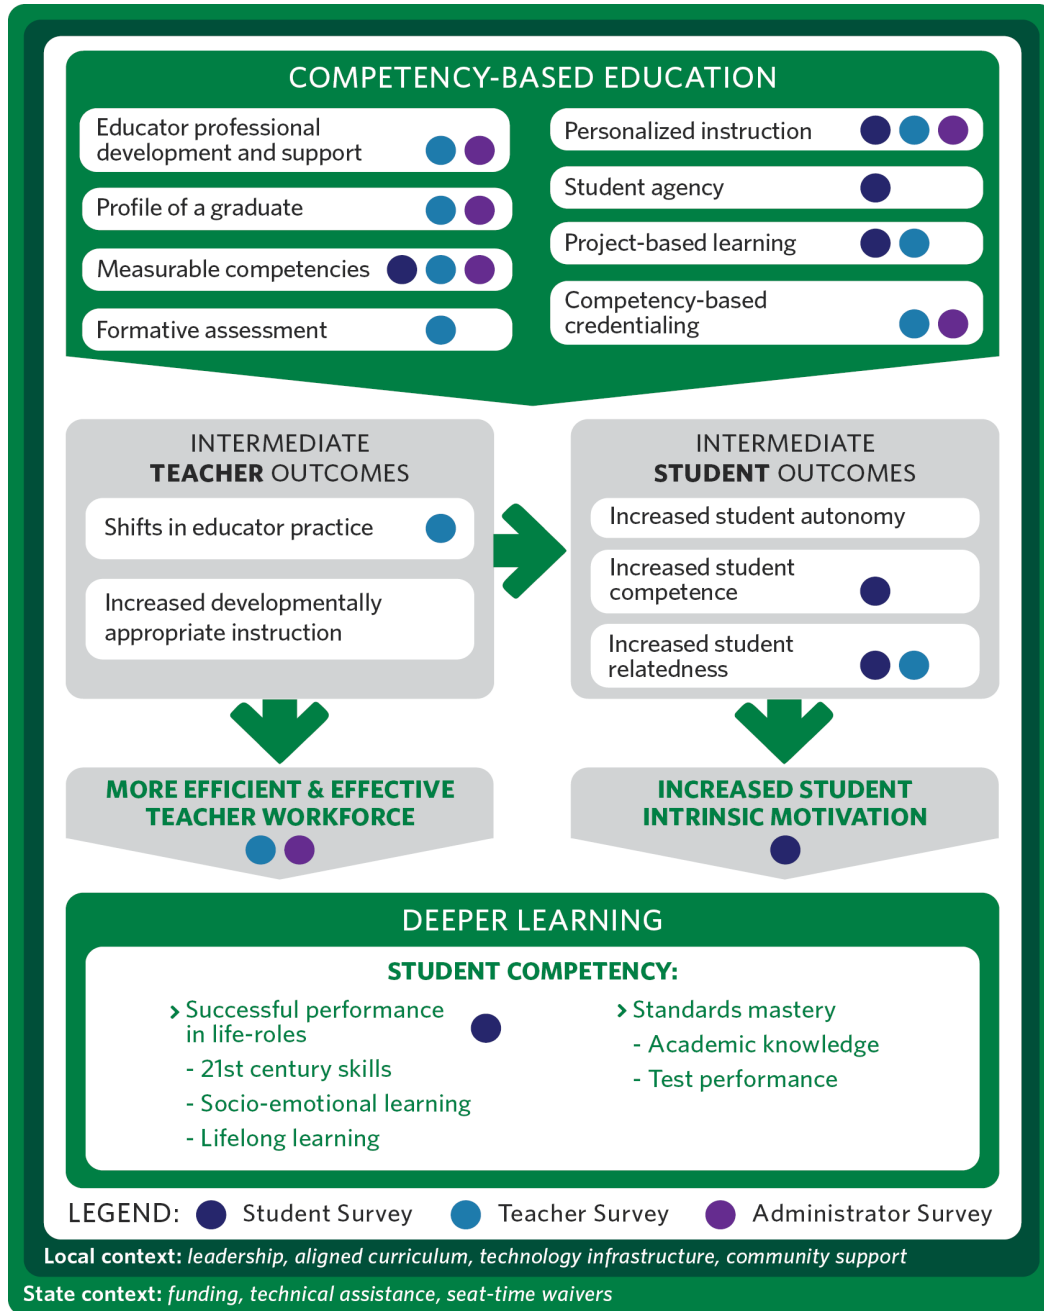 COMPETENCY-BASED EDUCATION
Educator professional
development and support
Profile of a graduate
Measurable competencies
Formative assessment
Personalized instruction
Student agency
Project-based learning
Competency-based
credentialing
INTERMEDIATE
TEACHER OUTCOMES
Shifts in educator practice
Increased developmentally
appropriate instruction
INTERMEDIATE
STUDENT OUTCOMES
Increased student autonomy
Increased student
competence
Increased student
relatedness
MORE EFFICIENT & EFFECTIVE
TEACHER WORKFORCE
INCREASED STUDENT
INTRINSIC MOTIVATION
DEEPER LEARNING
STUDENT COMPETENCY:
> Successful performance
in life-roles
- 21st century skills
- Socio-emotional learning
- Lifelong learning
> Standards mastery
- Academic knowledge
- Test performance
LEGEND: Student Survey Teacher Survey Administrator Survey
Local context: leadership, aligned curriculum, technology infrastructure, community support
State context: funding, technical assistance, seat-time waivers